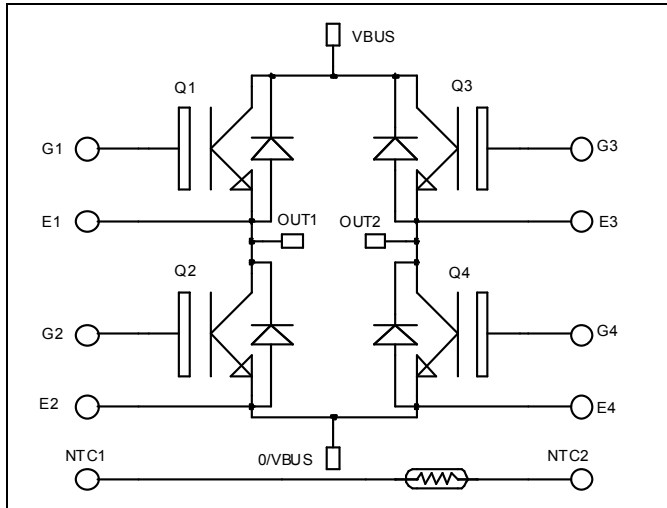 VBUS
Q1 Q3
G1 G3
E1 E3
OUT1 OUT2
Q2 Q4
G2 G4
E2 E4
0/VBUS
NTC1 NTC2